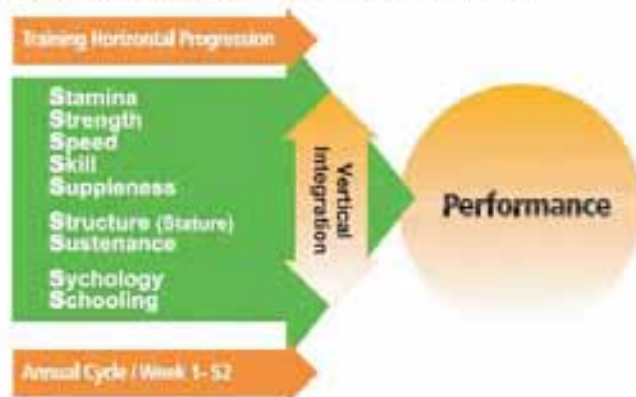 Training Horizontal Progression
Stamina
Strength
Speed
Skill
Suppleness
Structure (Stature)
Sustenance
Sychology
Schooling
Vertical
Integration
Performance
Annual Cycle / Week 1- 52